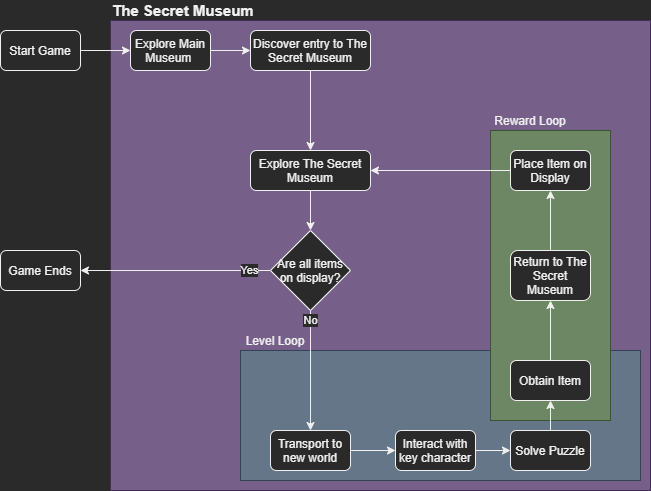 The Secret Museum
Start Game
Explore Main
Museum
Discover entry to The
Secret Museum
Reward Loop
Explore The Secret
Museum
Place Item on
Display
Game Ends
Yes
Are all items
on display?
Return to The
Secret
Museum
No
Level Loop
Obtain Item
Transport to
new world
Interact with
key character
Solve Puzzle